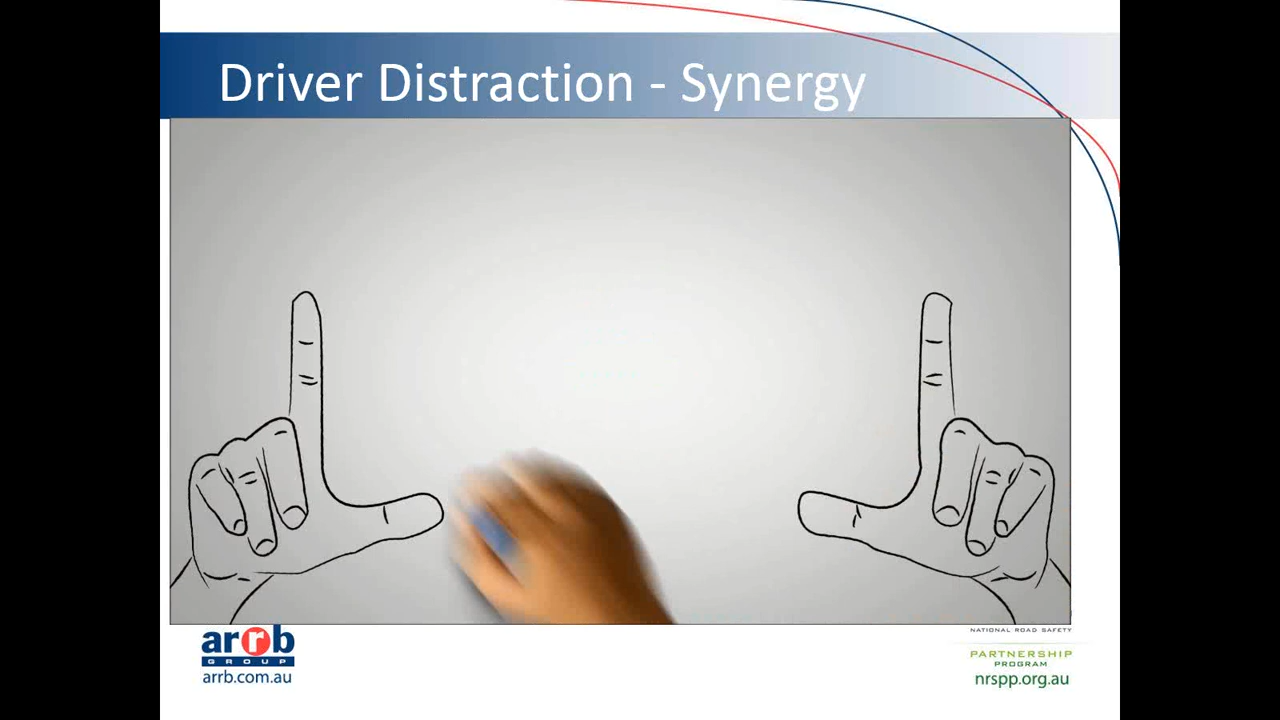 Driver Distraction - Synergy
arrb
GROUP
arrb.com.au
NATIONAL ROAD SAFETY
PARTNERSHIP
PROGRAM
nrspp.org.au